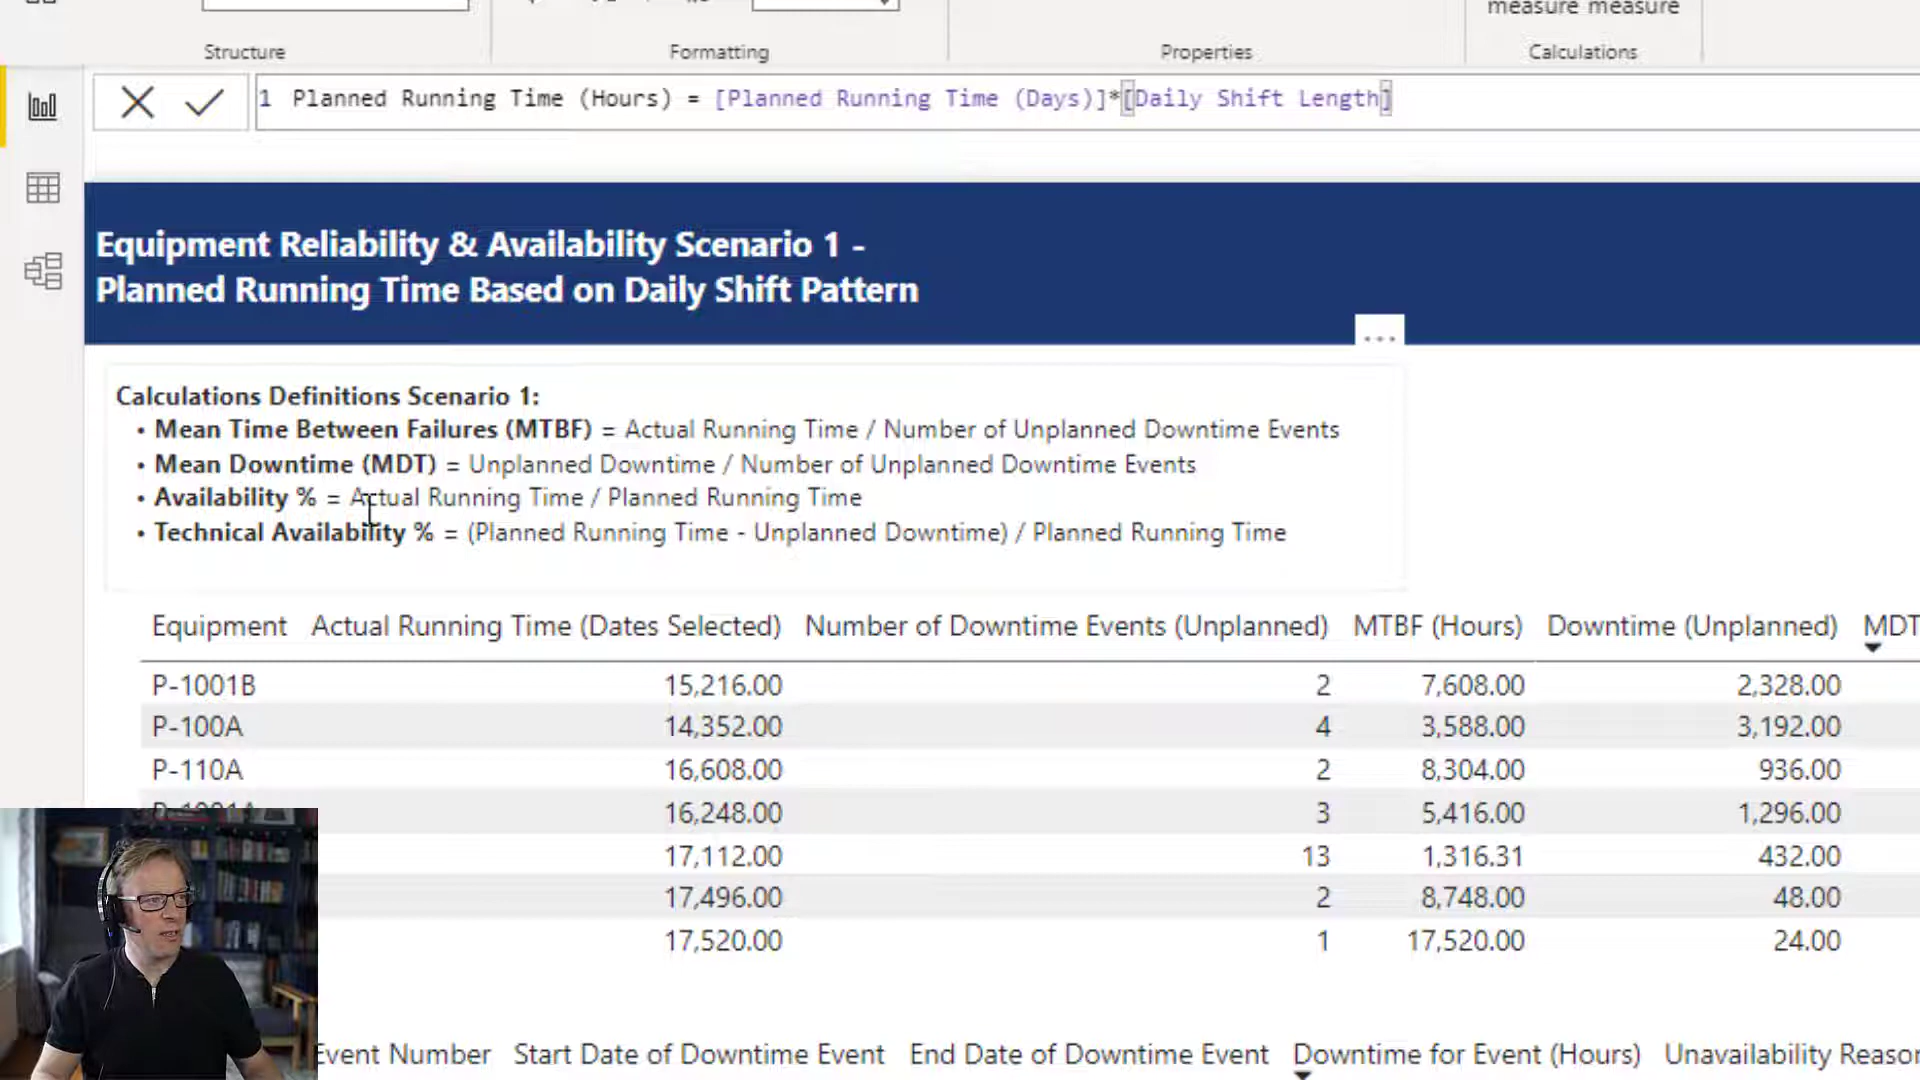 measure measure
Structure Formatting Properties Calculations
1 Planned Running Time (Hours) = [Planned Running Time (Days)]*[Daily Shift Length]
Equipment Reliability & Availability Scenario 1 -
Planned Running Time Based on Daily Shift Pattern
Calculations Definitions Scenario 1:
• Mean Time Between Failures (MTBF) = Actual Running Time / Number of Unplanned Downtime Events
• Mean Downtime (MDT) = Unplanned Downtime / Number of Unplanned Downtime Events
• Availability % = Actual Running Time / Planned Running Time
• Technical Availability % = (Planned Running Time - Unplanned Downtime) / Planned Running Time
Equipment Actual Running Time (Dates Selected) Number of Downtime Events (Unplanned) MTBF (Hours) Downtime (Unplanned) MDT
P-1001B 15,216.00 2 7,608.00 2,328.00
P-100A 14,352.00 4 3,588.00 3,192.00
P-110A 16,608.00 2 8,304.00 936.00
16,248.00 3 5,416.00 1,296.00
17,112.00 13 1,316.31 432.00
17,496.00 2 8,748.00 48.00
17,520.00 1 17,520.00 24.00
Event Number Start Date of Downtime Event End Date of Downtime Event Downtime for Event (Hours) Unavailability Reason